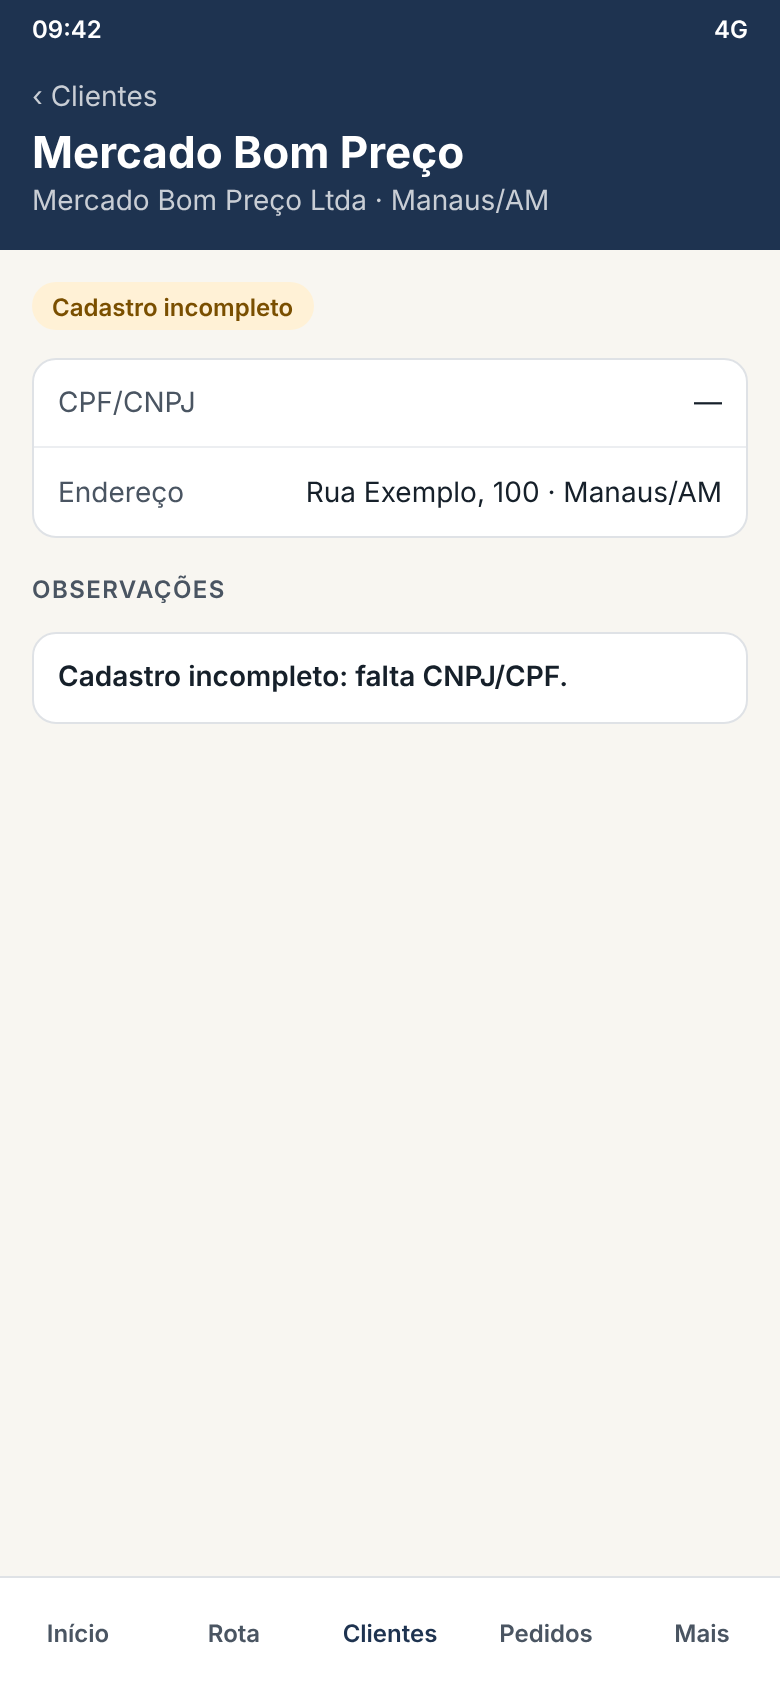 09:42 4G
‹ Clientes
Mercado Bom Preço
Mercado Bom Preço Ltda · Manaus/AM
Cadastro incompleto
CPF/CNPJ —
Endereço Rua Exemplo, 100 · Manaus/AM
OBSERVAÇÕES
Cadastro incompleto: falta CNPJ/CPF.
Início Rota Clientes Pedidos Mais